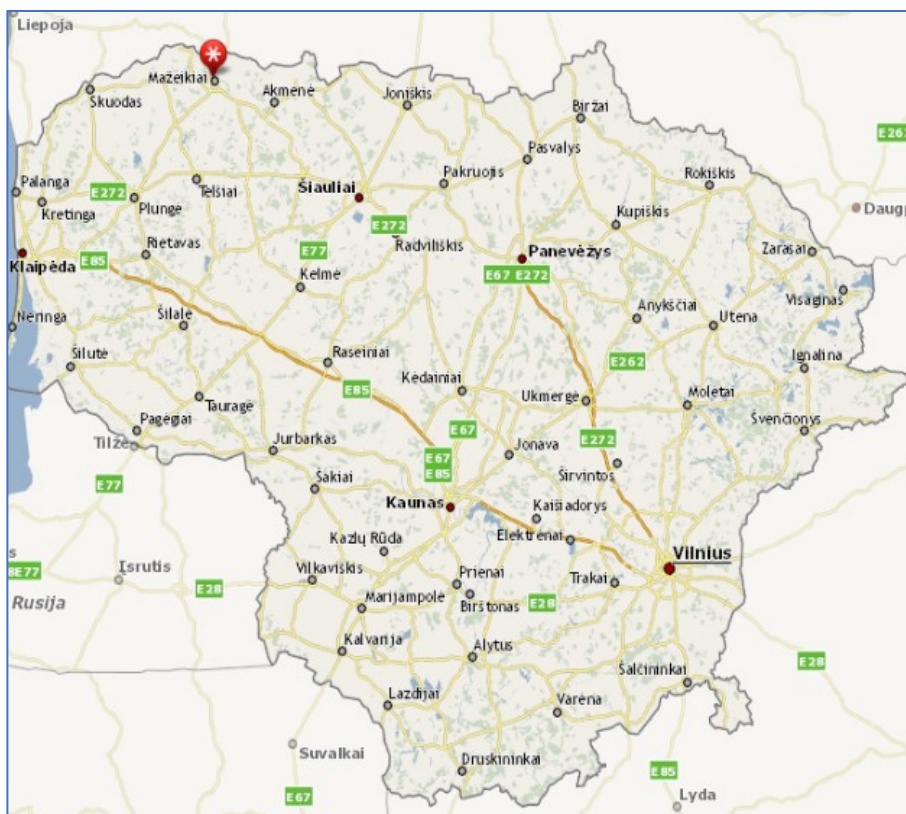 Liepoja
Mažeikiai
Skuodas
Akmenė
Joniškis
Biržai
E262
Pasvalys
Palanga
E272
Telšiai
Šiauliai
Pakruojis
Rokiškis
Kretinga
Plungė
Daugp
E272
Kupiškis
Rietavas
E77
Radviliškis
Panevėžys
Zarasai
Klaipėda
E85
E67 E272
Kelmė
Visaginas
Neringa
Šilalė
Anykščiai
Utena
Šilutė
Raseiniai
E262
Ignalina
Kėdainiai
E85
Ukmergė
Moletai
Tauragė
Pagėgiai
E67
Švenčionys
Tilžė
Jurbarkas
E67
Jonava
E272
E85
Širvintos
E77
Šakiai
Kaunas
Kaišiadorys
Kazlų Rūda
Elektrėnai
s
Vilnius
8E77
Įsrutis
Vilkaviškis
Prienai
Trakai
E28
Rusija
Marijampolė
Birštonas
E28
Kalvarija
Alytus
E28
Šalčininkai
Lazdijai
Varėna
Suvalkai
Druskininkai
E85
E67
Lyda